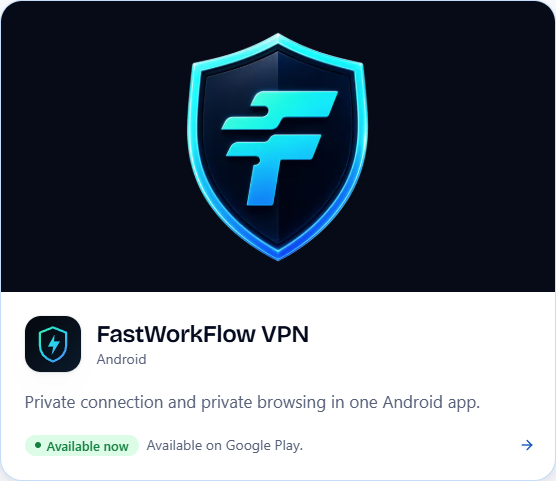 FastWorkFlow VPN
Android
Private connection and private browsing in one Android app.
Available now Available on Google Play.